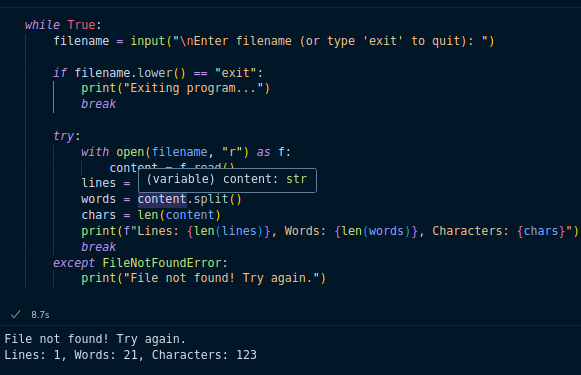 while True:
    filename = input("\nEnter filename (or type 'exit' to quit): ")
    if filename.lower() == "exit":
        print("Exiting program...")
        break
    try:
        with open(filename, "r") as f:
            content = f.read()
        lines =
(variable) content: str
        words = content.split()
        chars = len(content)
        print(f"Lines: {len(lines)}, Words: {len(words)}, Characters: {chars}")
        break
    except FileNotFoundError:
        print("File not found! Try again.")
8.7s
File not found! Try again.
Lines: 1, Words: 21, Characters: 123